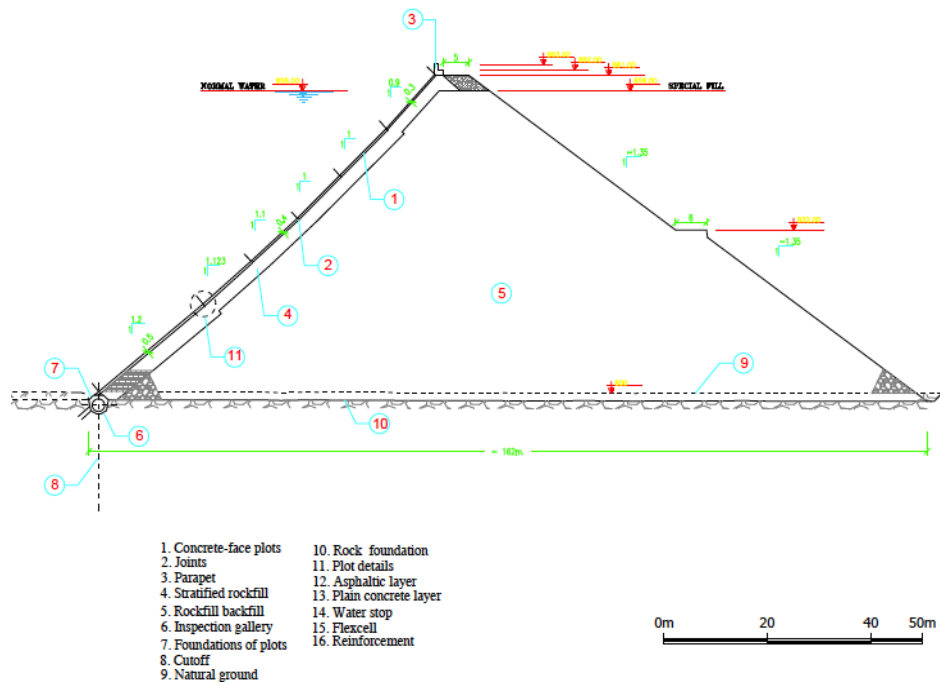 3
5
NORMAL WATER
SPECIAL FILL
0.9
0.3
1
1
1
1
1
~1.35
1
1.1
1
0.4
6
~1.35
1
1.123
1
2
5
4
1.2
1
0.5
11
7
9
6
10
8
~ 162m.
1. Concrete-face plots
2. Joints
3. Parapet
4. Stratified rockfill
5. Rockfill backfill
6. Inspection gallery
7. Foundations of plots
8. Cutoff
9. Natural ground
10. Rock foundation
11. Plot details
12. Asphaltic layer
13. Plain concrete layer
14. Water stop
15. Flexcell
16. Reinforcement
0m 20 40 50m